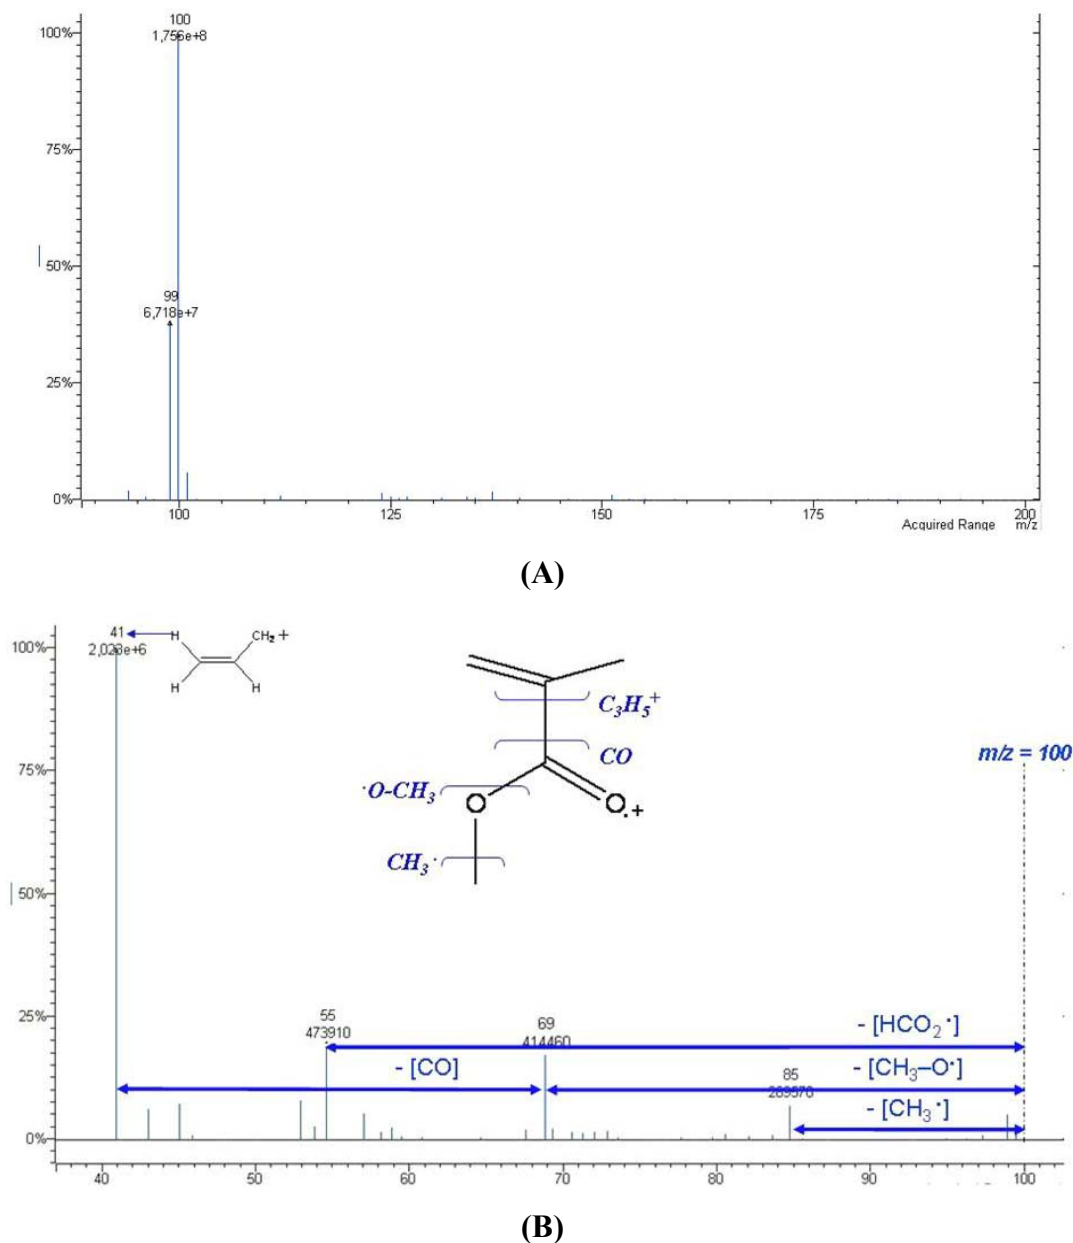 100
100%
1,756e+8
75%
50%
99
6,718e+7
25%
0%
100 125 150 175 200
Acquired Range m/z
(A)
41
100%
2,023e+6
H CH2+
H H
C3H5+
CO
m/z = 100
75%
·O-CH3
O O.+
CH3·
50%
25%
55
473910
69
414460
- [HCO2·]
- [CO]
85
- [CH3–O·]
289570
- [CH3·]
0%
40 50 60 70 80 90 100
(B)